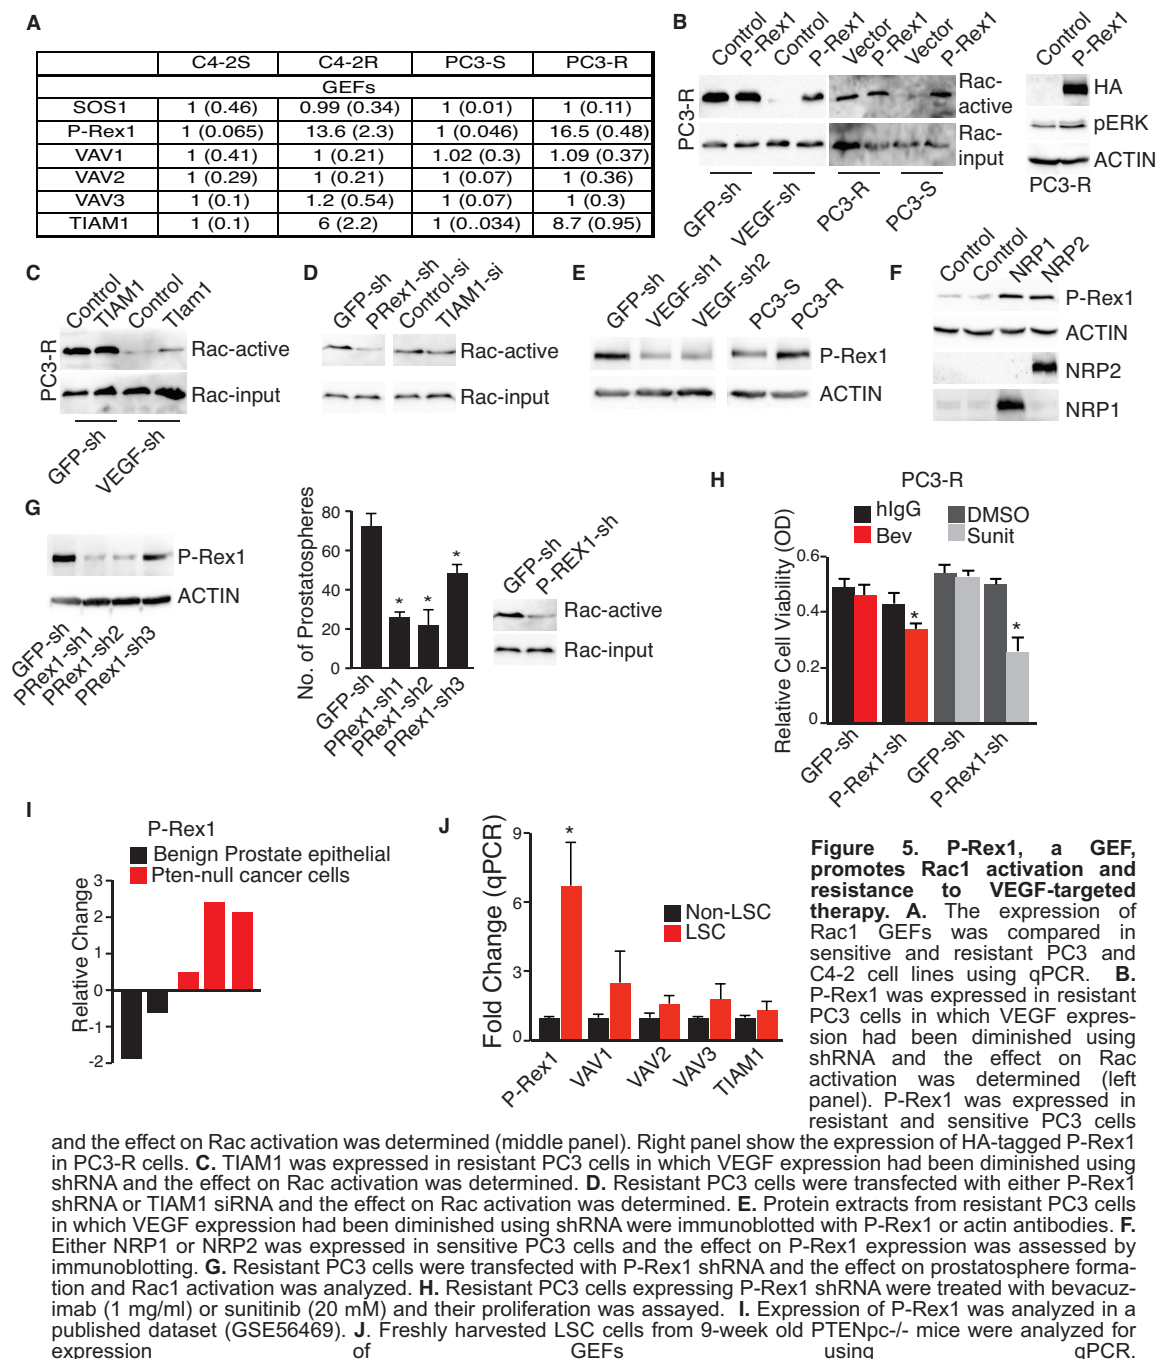 A
C4-2S C4-2R PC3-S PC3-R
GEFs
SOS1 1 (0.46) 0.99 (0.34) 1 (0.01) 1 (0.11)
P-Rex1 1 (0.065) 13.6 (2.3) 1 (0.046) 16.5 (0.48)
VAV1 1 (0.41) 1 (0.21) 1.02 (0.3) 1.09 (0.37)
VAV2 1 (0.29) 1 (0.21) 1 (0.07) 1 (0.36)
VAV3 1 (0.1) 1.2 (0.54) 1 (0.07) 1 (0.3)
TIAM1 1 (0.1) 6 (2.2) 1 (0..034) 8.7 (0.95)
B
Control P-Rex1 Control P-Rex1 Vector P-Rex1 Vector P-Rex1
PC3-R
Rac-
active
Rac-
input
GFP-sh VEGF-sh PC3-R PC3-S
Control P-Rex1
HA
pERK
ACTIN
PC3-R
C
Control TIAM1 Control TIam1
PC3-R
Rac-active
Rac-input
GFP-sh VEGF-sh
D
GFP-sh PRex1-sh Control-si TIAM1-si
Rac-active
Rac-input
E
GFP-sh VEGF-sh1 VEGF-sh2 PC3-S PC3-R
P-Rex1
ACTIN
F
Control Control NRP1 NRP2
P-Rex1
ACTIN
NRP2
NRP1
G
P-Rex1
ACTIN
GFP-sh PRex1-sh1 PRex1-sh2 PRex1-sh3
No. of Prostatospheres
80
60
40
20
0
* * *
GFP-sh PRex1-sh1 PRex1-sh2 PRex1-sh3
GFP-sh P-REX1-sh
Rac-active
Rac-input
H
PC3-R
hIgG DMSO
Bev Sunit
Relative Cell Viability (OD)
0.6
0.4
0.2
0
* *
GFP-sh P-Rex1-sh GFP-sh P-Rex1-sh
I
P-Rex1
Benign Prostate epithelial
Pten-null cancer cells
Relative Change
3
2
1
0
-1
-2
J
Fold Change (qPCR)
9
6
3
0
*
Non-LSC
LSC
P-Rex1 VAV1 VAV2 VAV3 TIAM1
Figure 5. P-Rex1, a GEF,
promotes Rac1 activation and
resistance to VEGF-targeted
therapy. A. The expression of
Rac1 GEFs was compared in
sensitive and resistant PC3 and
C4-2 cell lines using qPCR. B.
P-Rex1 was expressed in resistant
PC3 cells in which VEGF expres-
sion had been diminished using
shRNA and the effect on Rac
activation was determined (left
panel). P-Rex1 was expressed in
resistant and sensitive PC3 cells
and the effect on Rac activation was determined (middle panel). Right panel show the expression of HA-tagged P-Rex1
in PC3-R cells. C. TIAM1 was expressed in resistant PC3 cells in which VEGF expression had been diminished using
shRNA and the effect on Rac activation was determined. D. Resistant PC3 cells were transfected with either P-Rex1
shRNA or TIAM1 siRNA and the effect on Rac activation was determined. E. Protein extracts from resistant PC3 cells
in which VEGF expression had been diminished using shRNA were immunoblotted with P-Rex1 or actin antibodies. F.
Either NRP1 or NRP2 was expressed in sensitive PC3 cells and the effect on P-Rex1 expression was assessed by
immunoblotting. G. Resistant PC3 cells were transfected with P-Rex1 shRNA and the effect on prostatosphere forma-
tion and Rac1 activation was analyzed. H. Resistant PC3 cells expressing P-Rex1 shRNA were treated with bevacuz-
imab (1 mg/ml) or sunitinib (20 mM) and their proliferation was assayed. I. Expression of P-Rex1 was analyzed in a
published dataset (GSE56469). J. Freshly harvested LSC cells from 9-week old PTENpc-/- mice were analyzed for
expression of GEFs using qPCR.